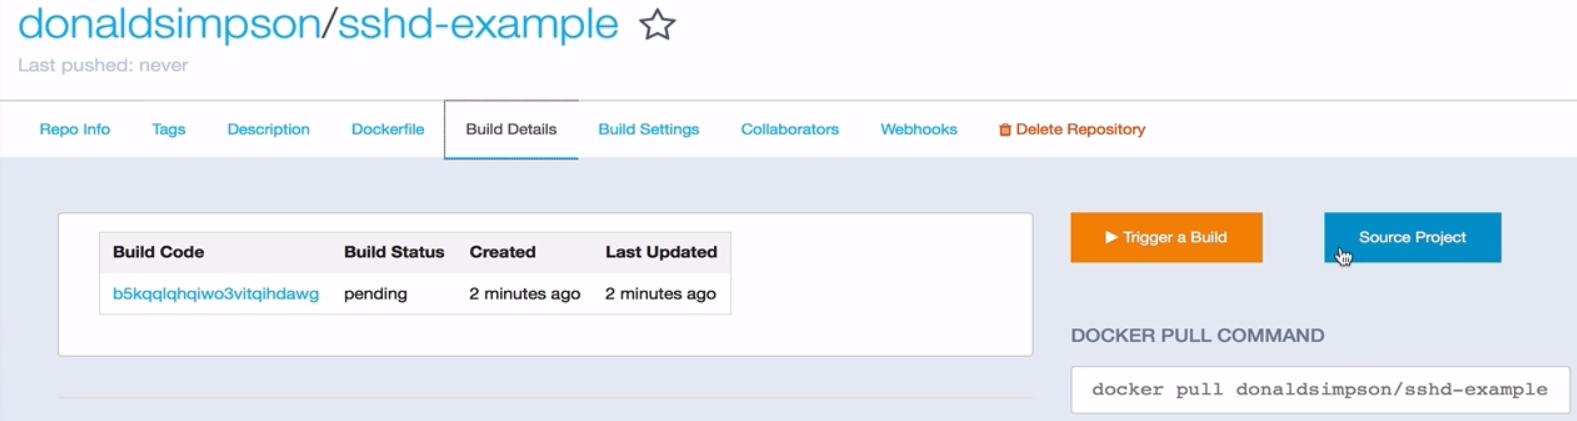 donaldsimpson/sshd-example
Last pushed: never
Repo Info Tags Description Dockerfile Build Details Build Settings Collaborators Webhooks Delete Repository
Build Code Build Status Created Last Updated
b5kqqlqhqiwo3vitqihdawg pending 2 minutes ago 2 minutes ago
Trigger a Build Source Project
DOCKER PULL COMMAND
docker pull donaldsimpson/sshd-example